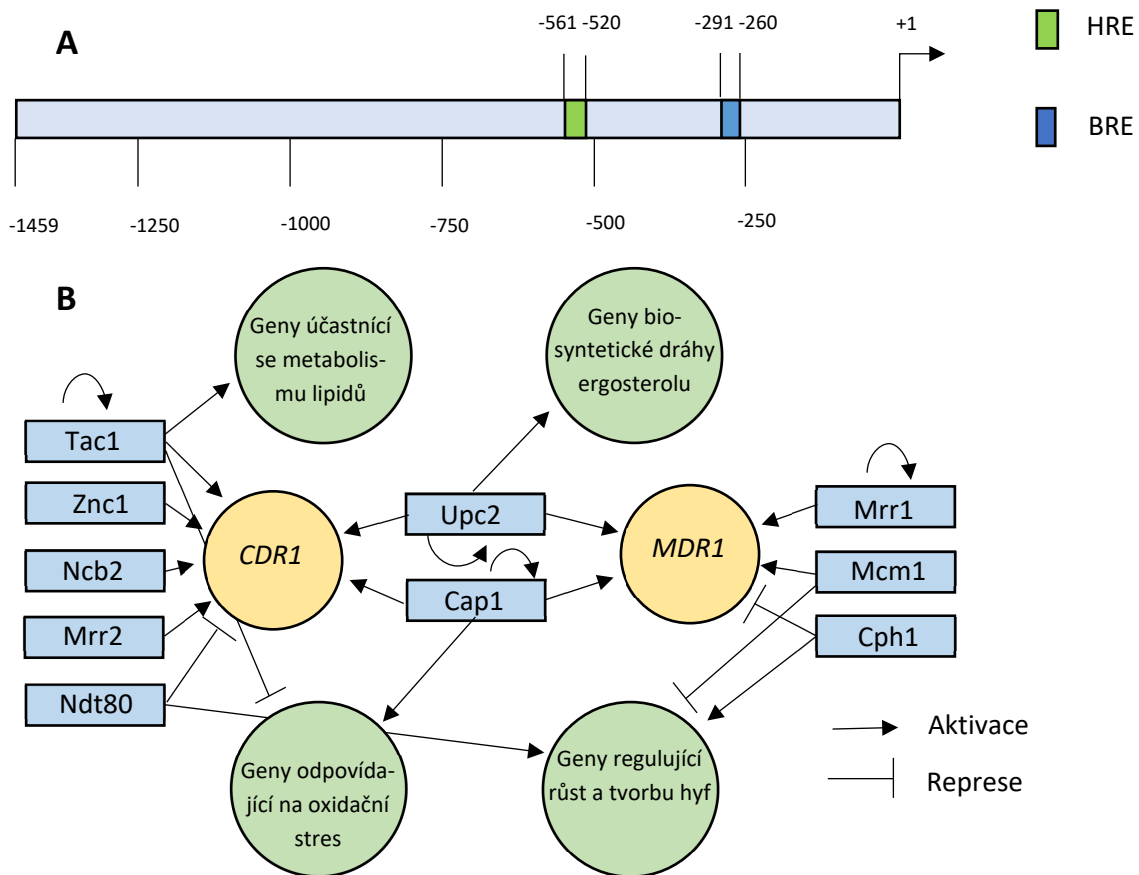 A
-561
-520
-291
-260
+1
HRE
BRE
-1459
-1250
-1000
-750
-500
-250
B
Geny účastnící
se metabolis-
mu lipidů
Geny bio-
syntetické dráhy
ergosterolu
Tac1
Znc1
Ncb2
Mrr2
Ndt80
CDR1
Upc2
Cap1
MDR1
Mrr1
Mcm1
Cph1
Geny odpovída-
jící na oxidační
stres
Geny regulující
růst a tvorbu hyf
Aktivace
Represe